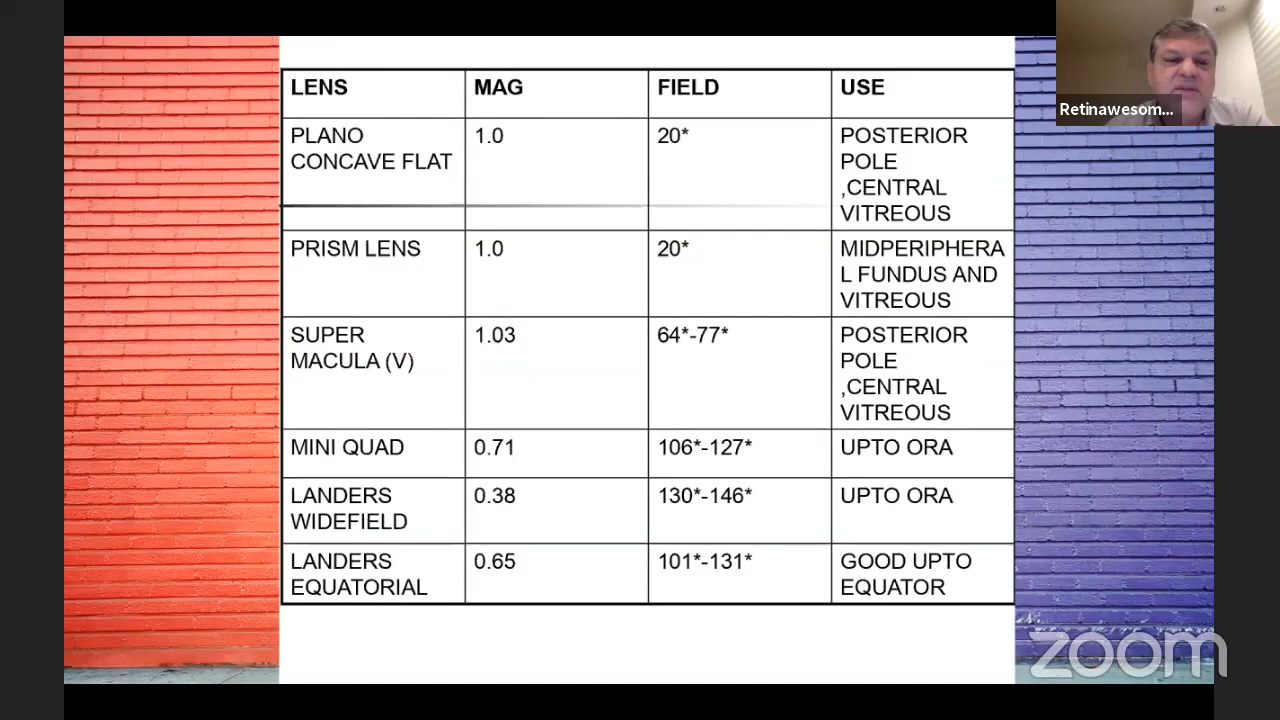 LENS
MAG
FIELD
USE
PLANO
CONCAVE FLAT
1.0
20*
POSTERIOR
POLE
,CENTRAL
VITREOUS
PRISM LENS
1.0
20*
MIDPERIPHERA
L FUNDUS AND
VITREOUS
SUPER
MACULA (V)
1.03
64*-77*
POSTERIOR
POLE
,CENTRAL
VITREOUS
MINI QUAD
0.71
106*-127*
UPTO ORA
LANDERS
WIDEFIELD
0.38
130*-146*
UPTO ORA
LANDERS
EQUATORIAL
0.65
101*-131*
GOOD UPTO
EQUATOR
Retinawesom...
zoom